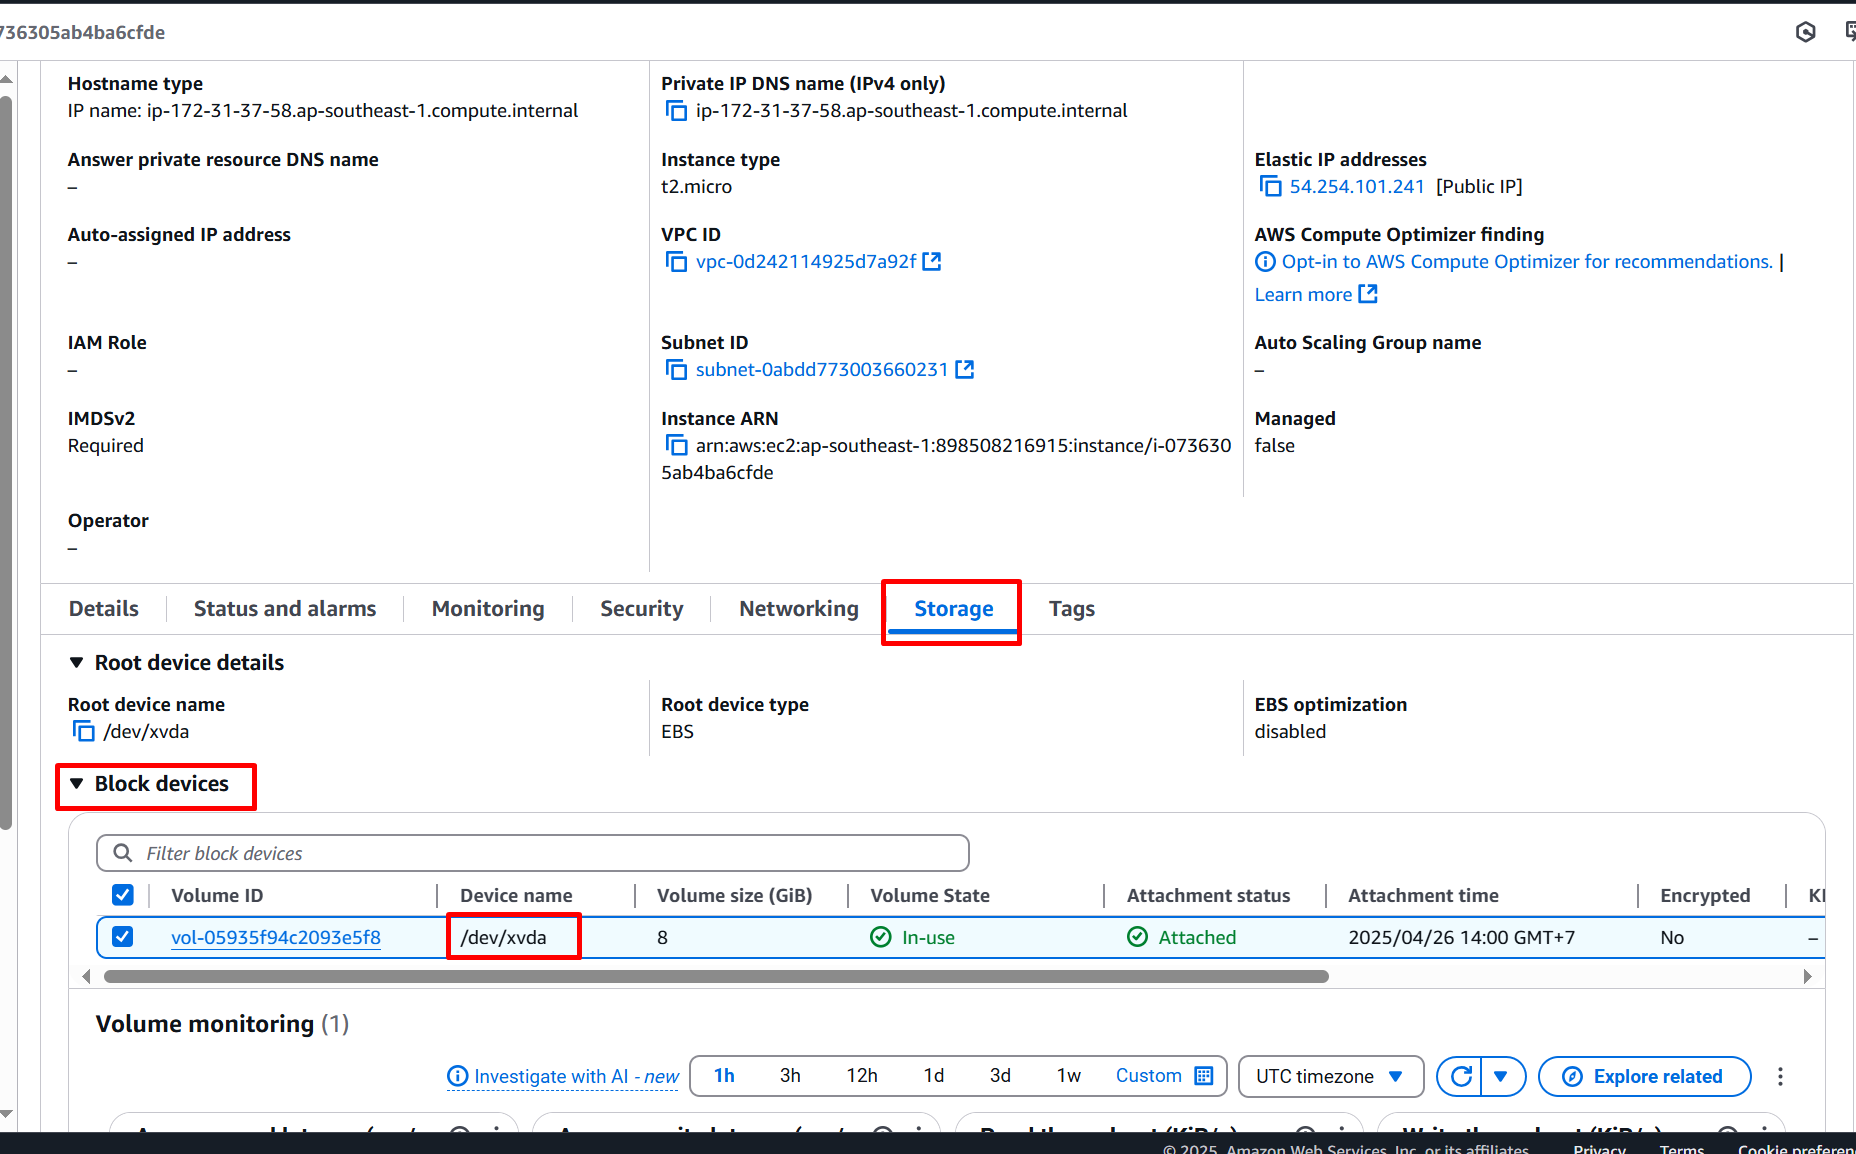 736305ab4ba6cfde
Hostname type
IP name: ip-172-31-37-58.ap-southeast-1.compute.internal
Private IP DNS name (IPv4 only)
ip-172-31-37-58.ap-southeast-1.compute.internal
Answer private resource DNS name
–
Instance type
t2.micro
Elastic IP addresses
54.254.101.241 [Public IP]
Auto-assigned IP address
–
VPC ID
vpc-0d242114925d7a92f
AWS Compute Optimizer finding
Opt-in to AWS Compute Optimizer for recommendations. |
Learn more
IAM Role
–
Subnet ID
subnet-0abdd773003660231
Auto Scaling Group name
–
IMDSv2
Required
Instance ARN
arn:aws:ec2:ap-southeast-1:898508216915:instance/i-073630
5ab4ba6cfde
Managed
false
Operator
–
Details Status and alarms Monitoring Security Networking Storage Tags
Root device details
Root device name
/dev/xvda
Root device type
EBS
EBS optimization
disabled
Block devices
Filter block devices
Volume ID Device name Volume size (GiB) Volume State Attachment status Attachment time Encrypted
vol-05935f94c2093e5f8 /dev/xvda 8 In-use Attached 2025/04/26 14:00 GMT+7 No –
Volume monitoring (1)
Investigate with AI - new 1h 3h 12h 1d 3d 1w Custom UTC timezone Explore related
© 2025, Amazon Web Services, Inc. or its affiliates. Privacy Terms Cookie preferen